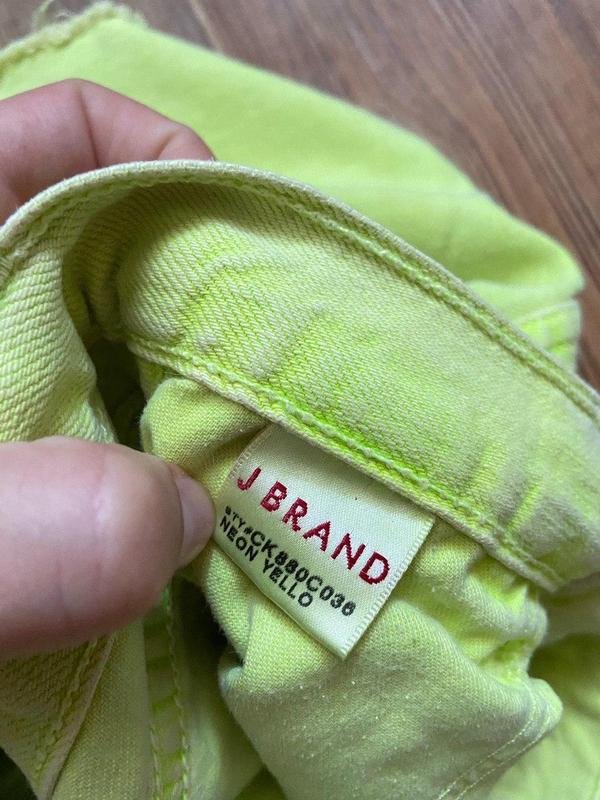 J BRAND
STY#CK880C036
NEON YELLO